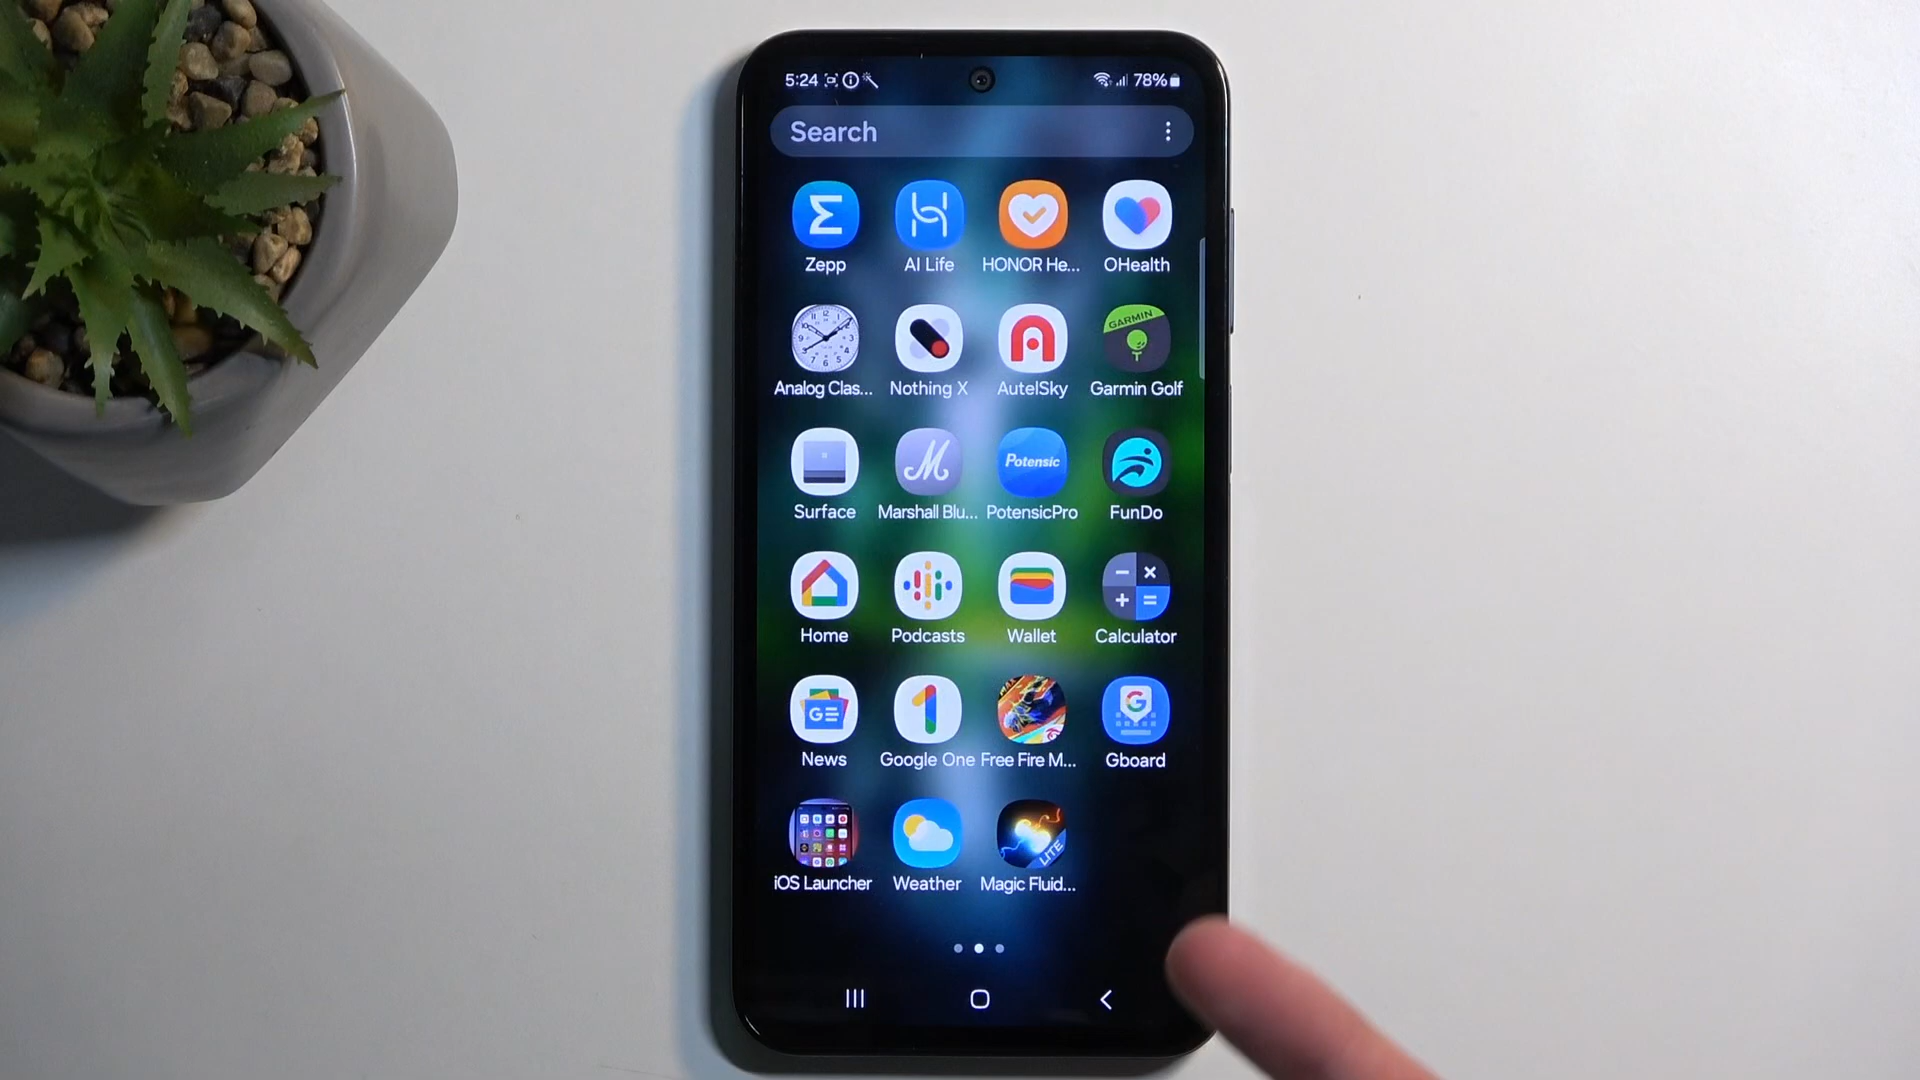 5:24
78%
Search
Zepp
AI Life
HONOR He...
OHealth
GARMIN
Analog Clas...
Nothing X
AutelSky
Garmin Golf
Potensic
Surface
Marshall Blu...
PotensicPro
FunDo
Home
Podcasts
Wallet
Calculator
News
Google One
Free Fire M...
Gboard
LITE
iOS Launcher
Weather
Magic Fluid...